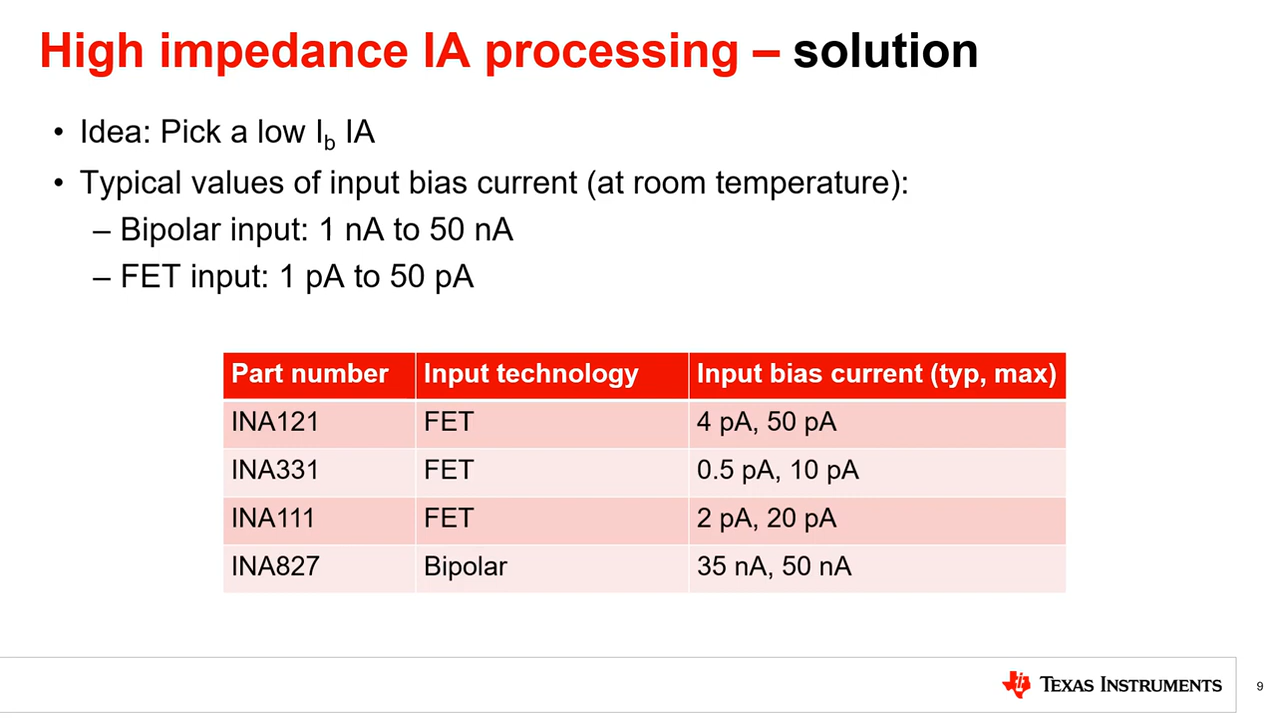 High impedance IA processing – solution
• Idea: Pick a low Ib IA
• Typical values of input bias current (at room temperature):
– Bipolar input: 1 nA to 50 nA
– FET input: 1 pA to 50 pA
Part number Input technology Input bias current (typ, max)
INA121 FET 4 pA, 50 pA
INA331 FET 0.5 pA, 10 pA
INA111 FET 2 pA, 20 pA
INA827 Bipolar 35 nA, 50 nA
TEXAS INSTRUMENTS 9